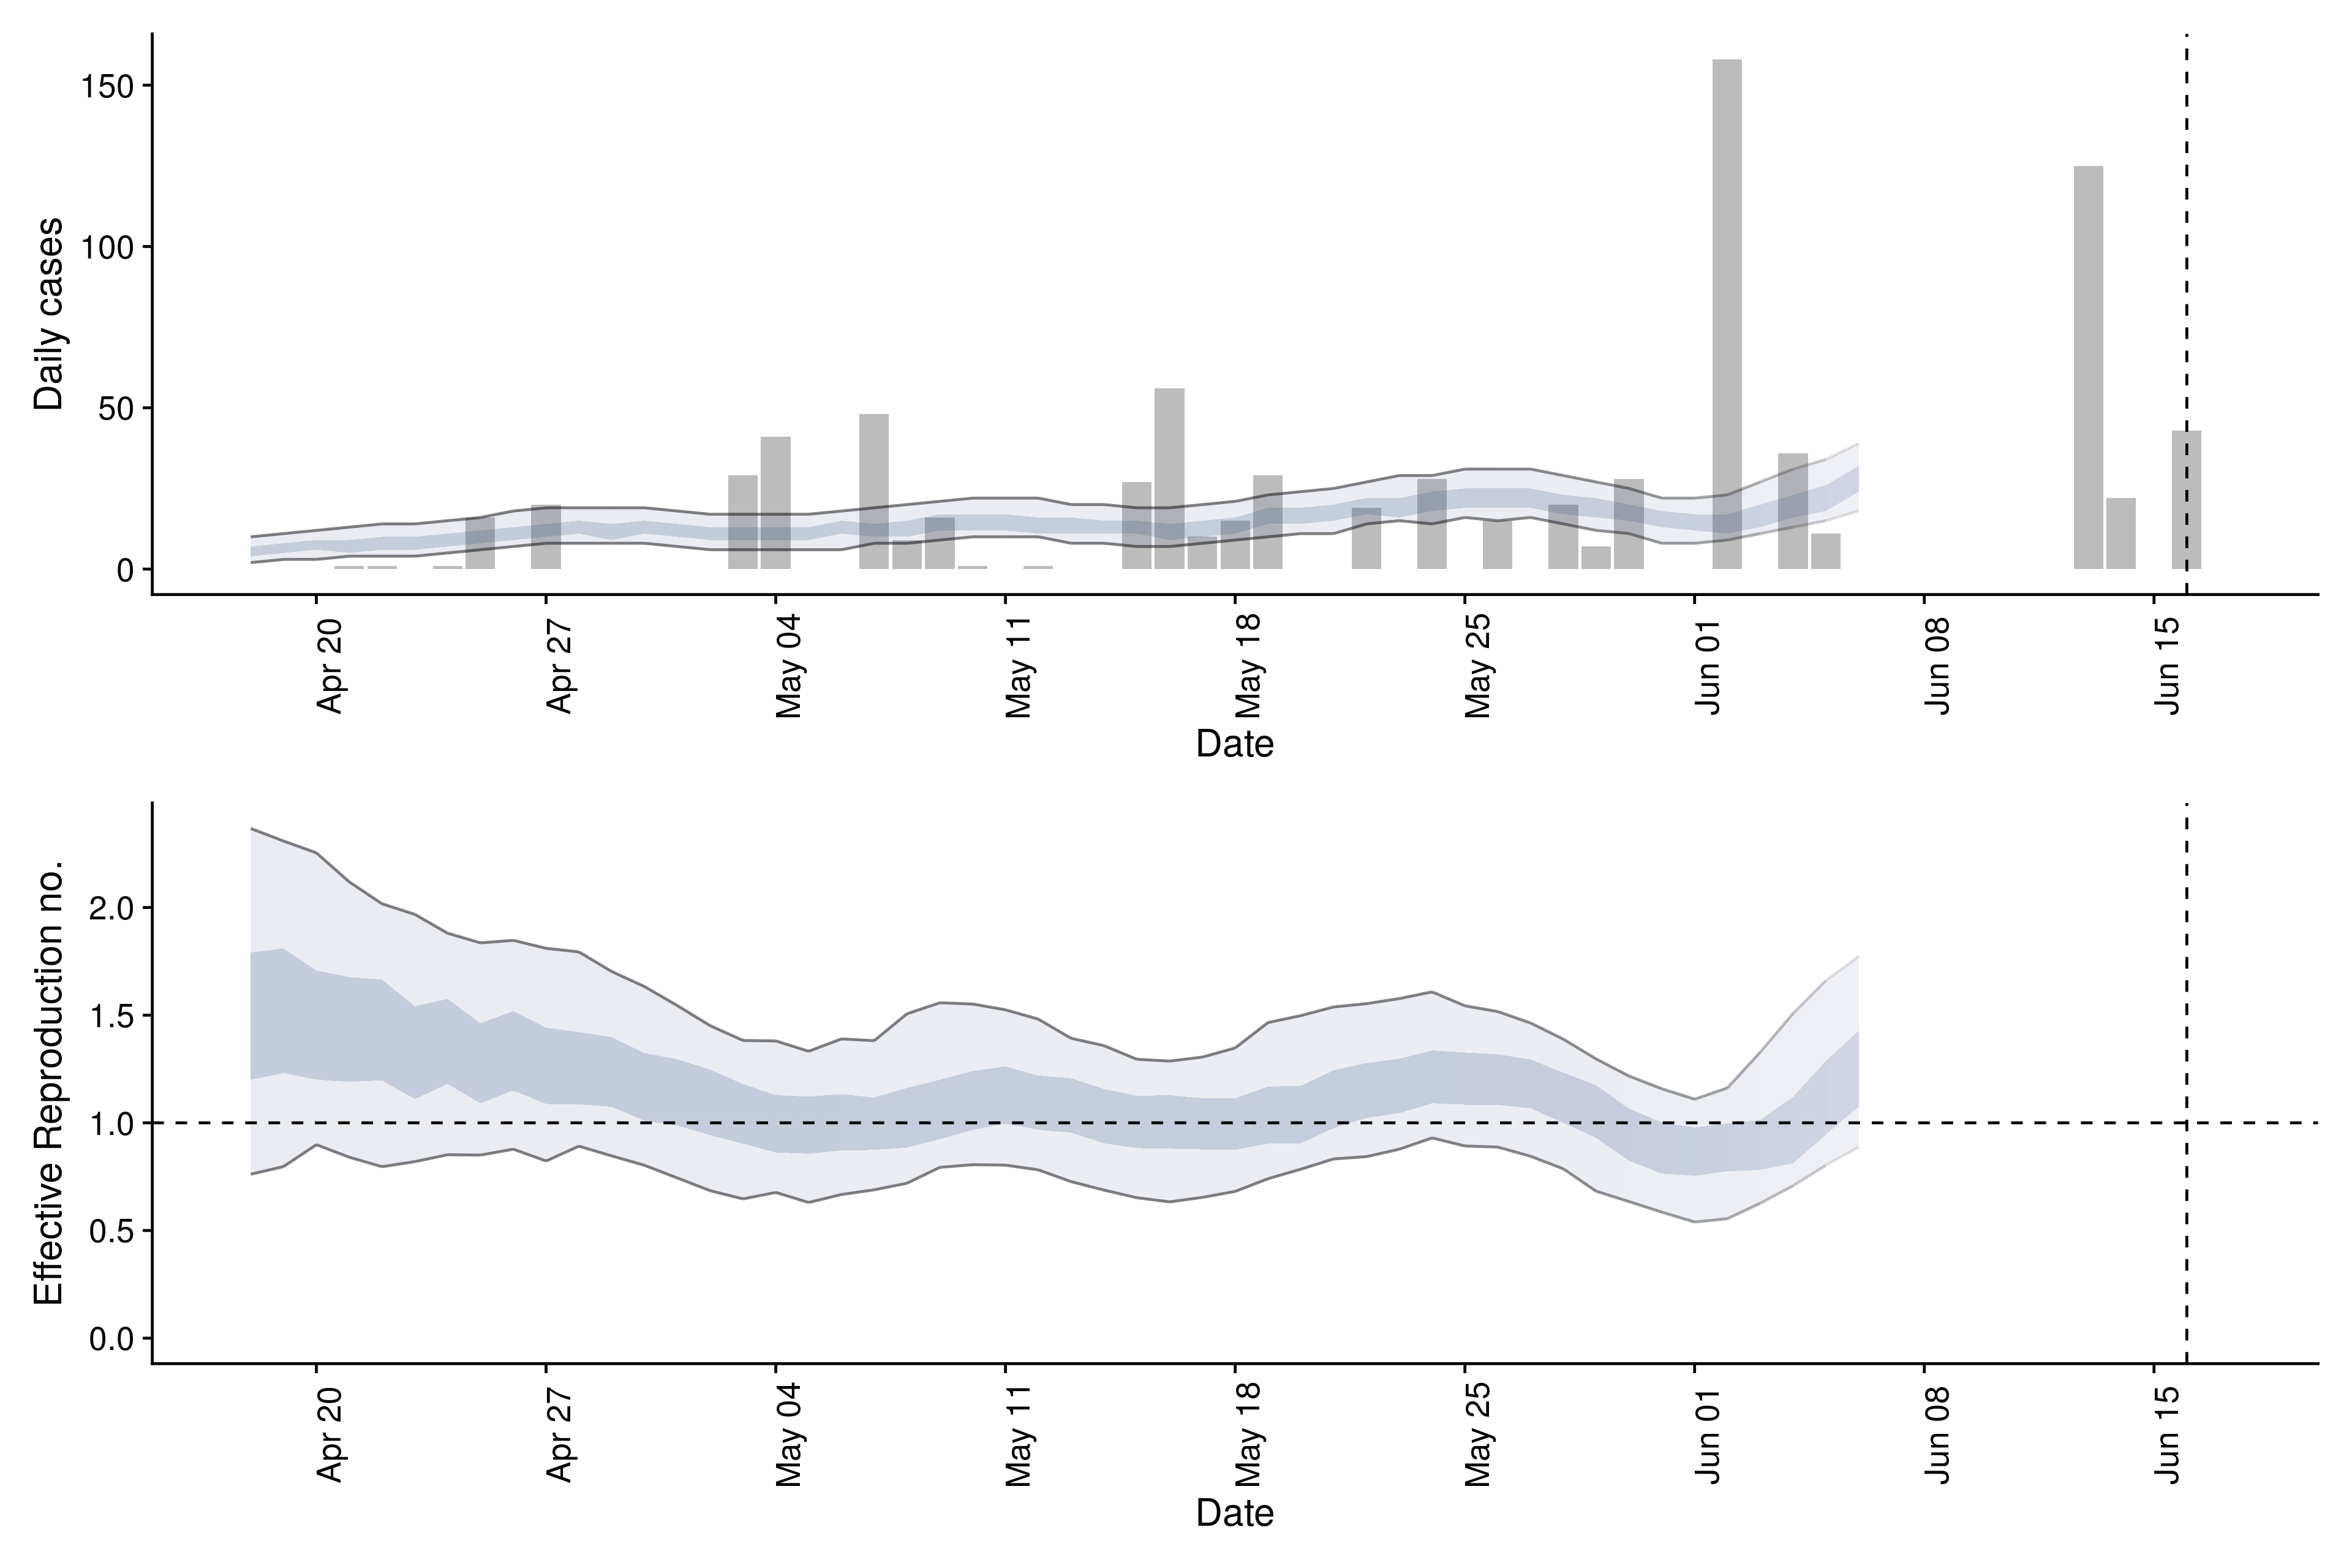 Daily cases
150
100
50
0
Apr 20
Apr 27
May 04
May 11
May 18
May 25
Jun 01
Jun 08
Jun 15
Date
Effective Reproduction no.
2.0
1.5
1.0
0.5
0.0
Apr 20
Apr 27
May 04
May 11
May 18
May 25
Jun 01
Jun 08
Jun 15
Date